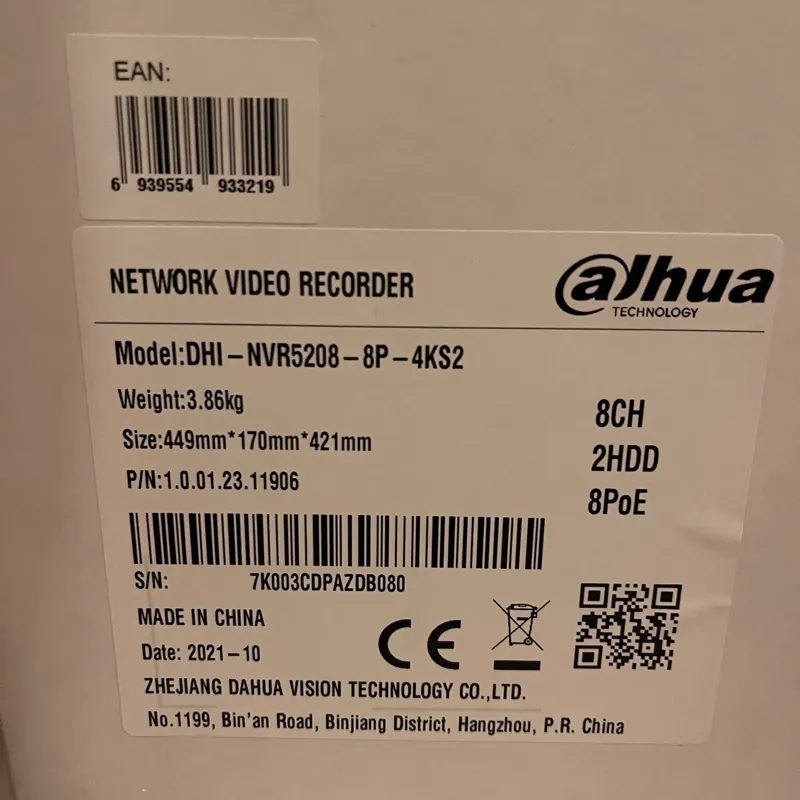 EAN:
6 939554 933219
NETWORK VIDEO RECORDER
alhua
TECHNOLOGY
Model:DHI-NVR5208-8P-4KS2
Weight:3.86kg
8CH
Size:449mm*170mm*421mm
2HDD
P/N:1.0.01.23.11906
8PoE
S/N: 7K003CDPAZDB080
MADE IN CHINA
CE
Date: 2021-10
ZHEJIANG DAHUA VISION TECHNOLOGY CO.,LTD.
No.1199, Bin'an Road, Binjiang District, Hangzhou, P.R. China